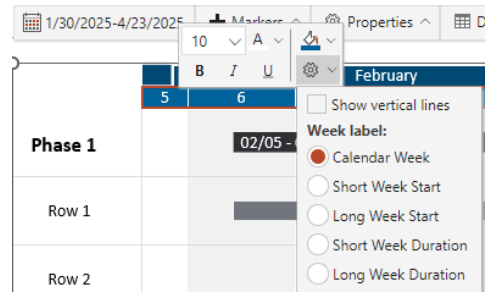 1/30/2025-4/23/2025 Markers Properties D
10 A
B I U
February
5 6
Show vertical lines
Week label:
Phase 1
02/05 -
Calendar Week
Short Week Start
Row 1
Long Week Start
Short Week Duration
Row 2
Long Week Duration